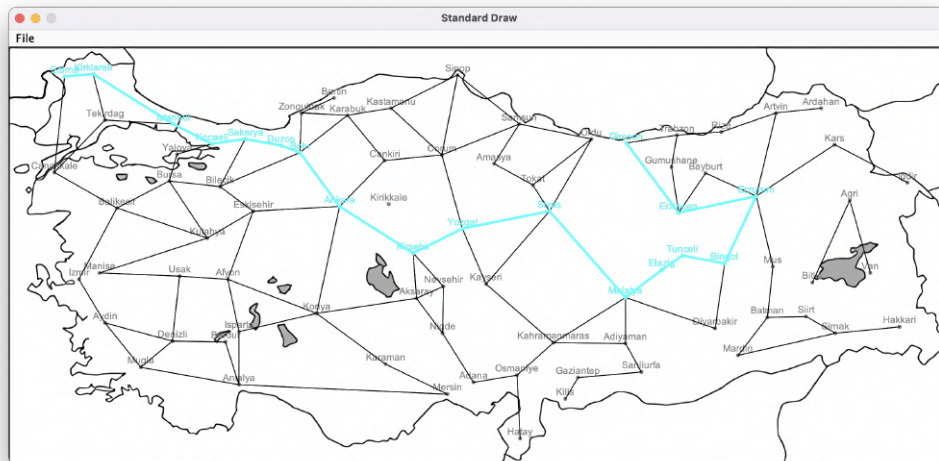 Standard Draw
File
Edirne
Kirklareli
Sinop
Bartin
Zonguldak
Kastamonu
Karabuk
Tekirdag
Istanbul
Samsun
Artvin
Ardahan
Kocaeli
Sakarya
Duzce
Bolu
Ordu
Giresun
Trabzon
Rize
Kars
Yalova
Canakkale
Bursa
Bilecik
Cankiri
Corum
Amasya
Gumushane
Bayburt
Igdir
Tokat
Balikesir
Eskisehir
Ankara
Kirikkale
Sivas
Erzincan
Erzurum
Agri
Kutahya
Yozgat
Kirsehir
Tunceli
Bingol
Elazig
Mus
Van
Izmir
Manisa
Usak
Afyon
Nevsehir
Kayseri
Aksaray
Malatya
Konya
Aydin
Isparta
Nigde
Diyarbakir
Batman
Siirt
Denizli
Burdur
Kahramanmaras
Adiyaman
Sirnak
Hakkari
Mugla
Karaman
Mardin
Antalya
Mersin
Adana
Osmaniye
Gaziantep
Sanliurfa
Kilis
Hatay